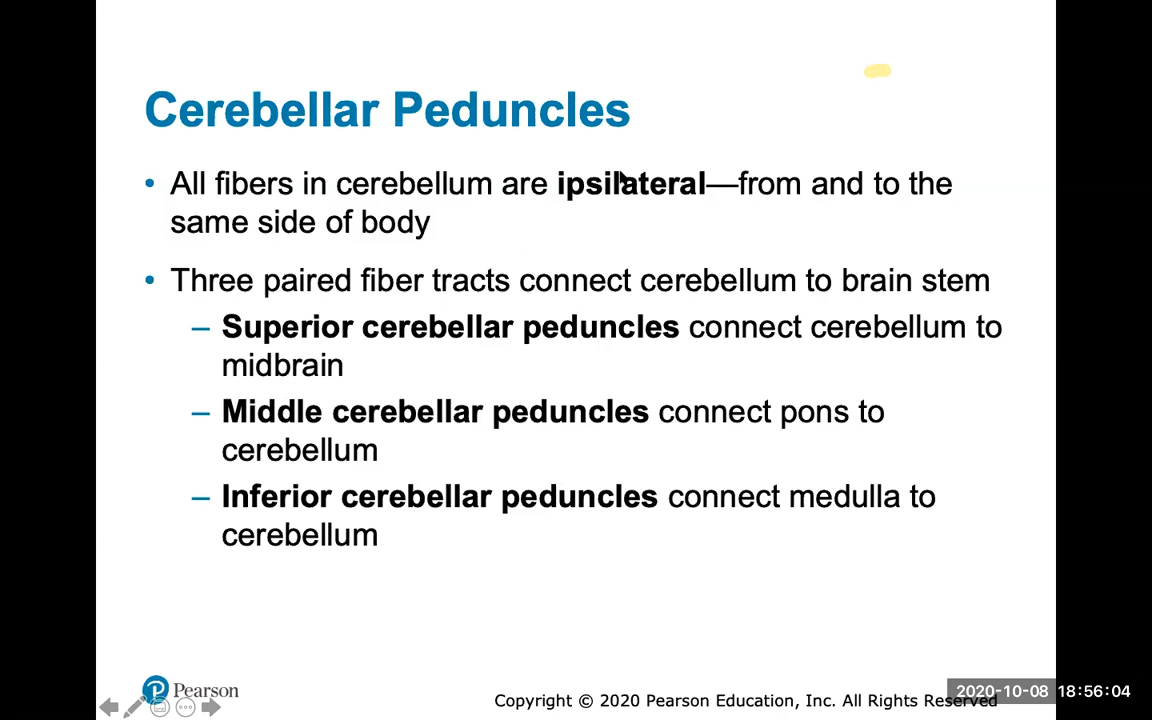 Cerebellar Peduncles
• All fibers in cerebellum are ipsilateral—from and to the
same side of body
• Three paired fiber tracts connect cerebellum to brain stem
– Superior cerebellar peduncles connect cerebellum to
midbrain
– Middle cerebellar peduncles connect pons to
cerebellum
– Inferior cerebellar peduncles connect medulla to
cerebellum
P Pearson
Copyright © 2020 Pearson Education, Inc. All Rights Reserved
2020-10-08 18:56:04